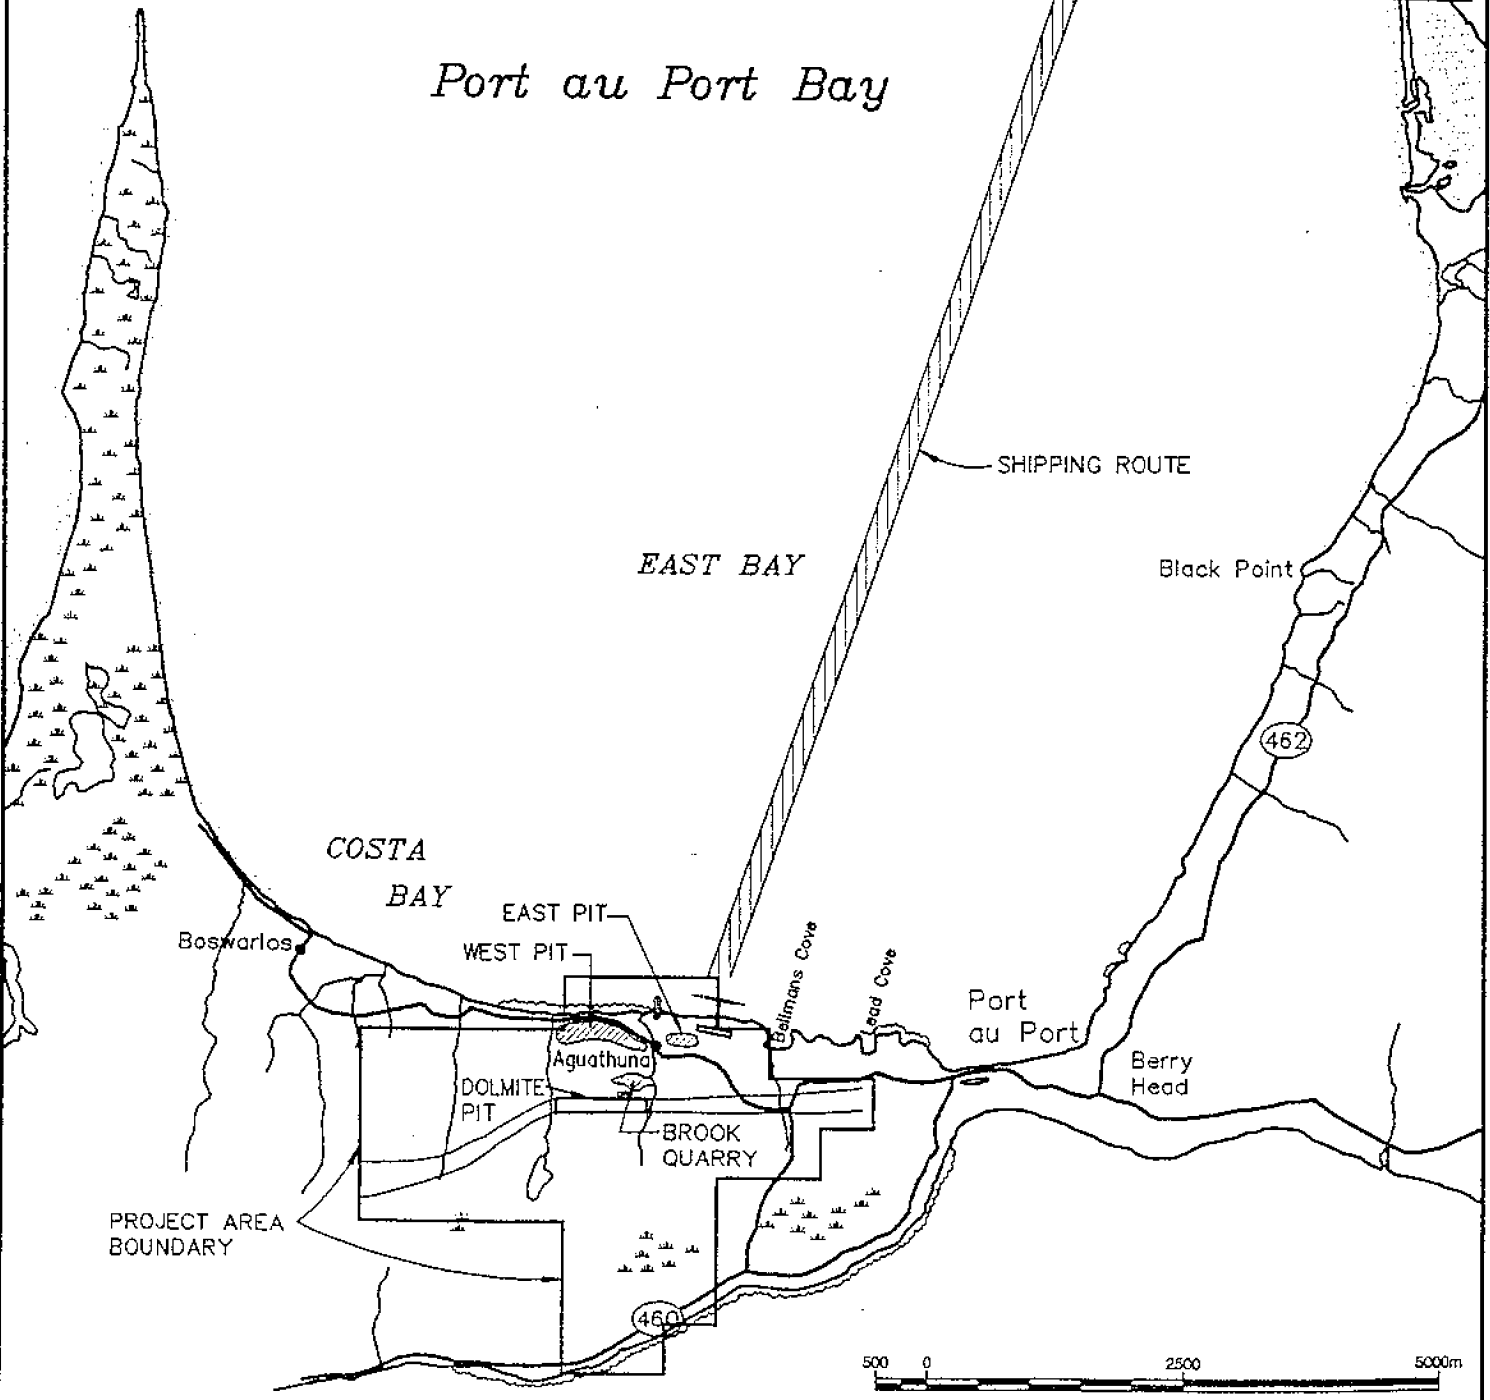 Port au Port Bay
SHIPPING ROUTE
EAST BAY
Black Point
462
COSTA
BAY
EAST PIT
WEST PIT
Boswarlos
Bellmans Cove
Lead Cove
Port
au Port
Aguathuna
Berry
Head
DOLMITE
PIT
BROOK
QUARRY
PROJECT AREA
BOUNDARY
460
500 0 2500 5000m